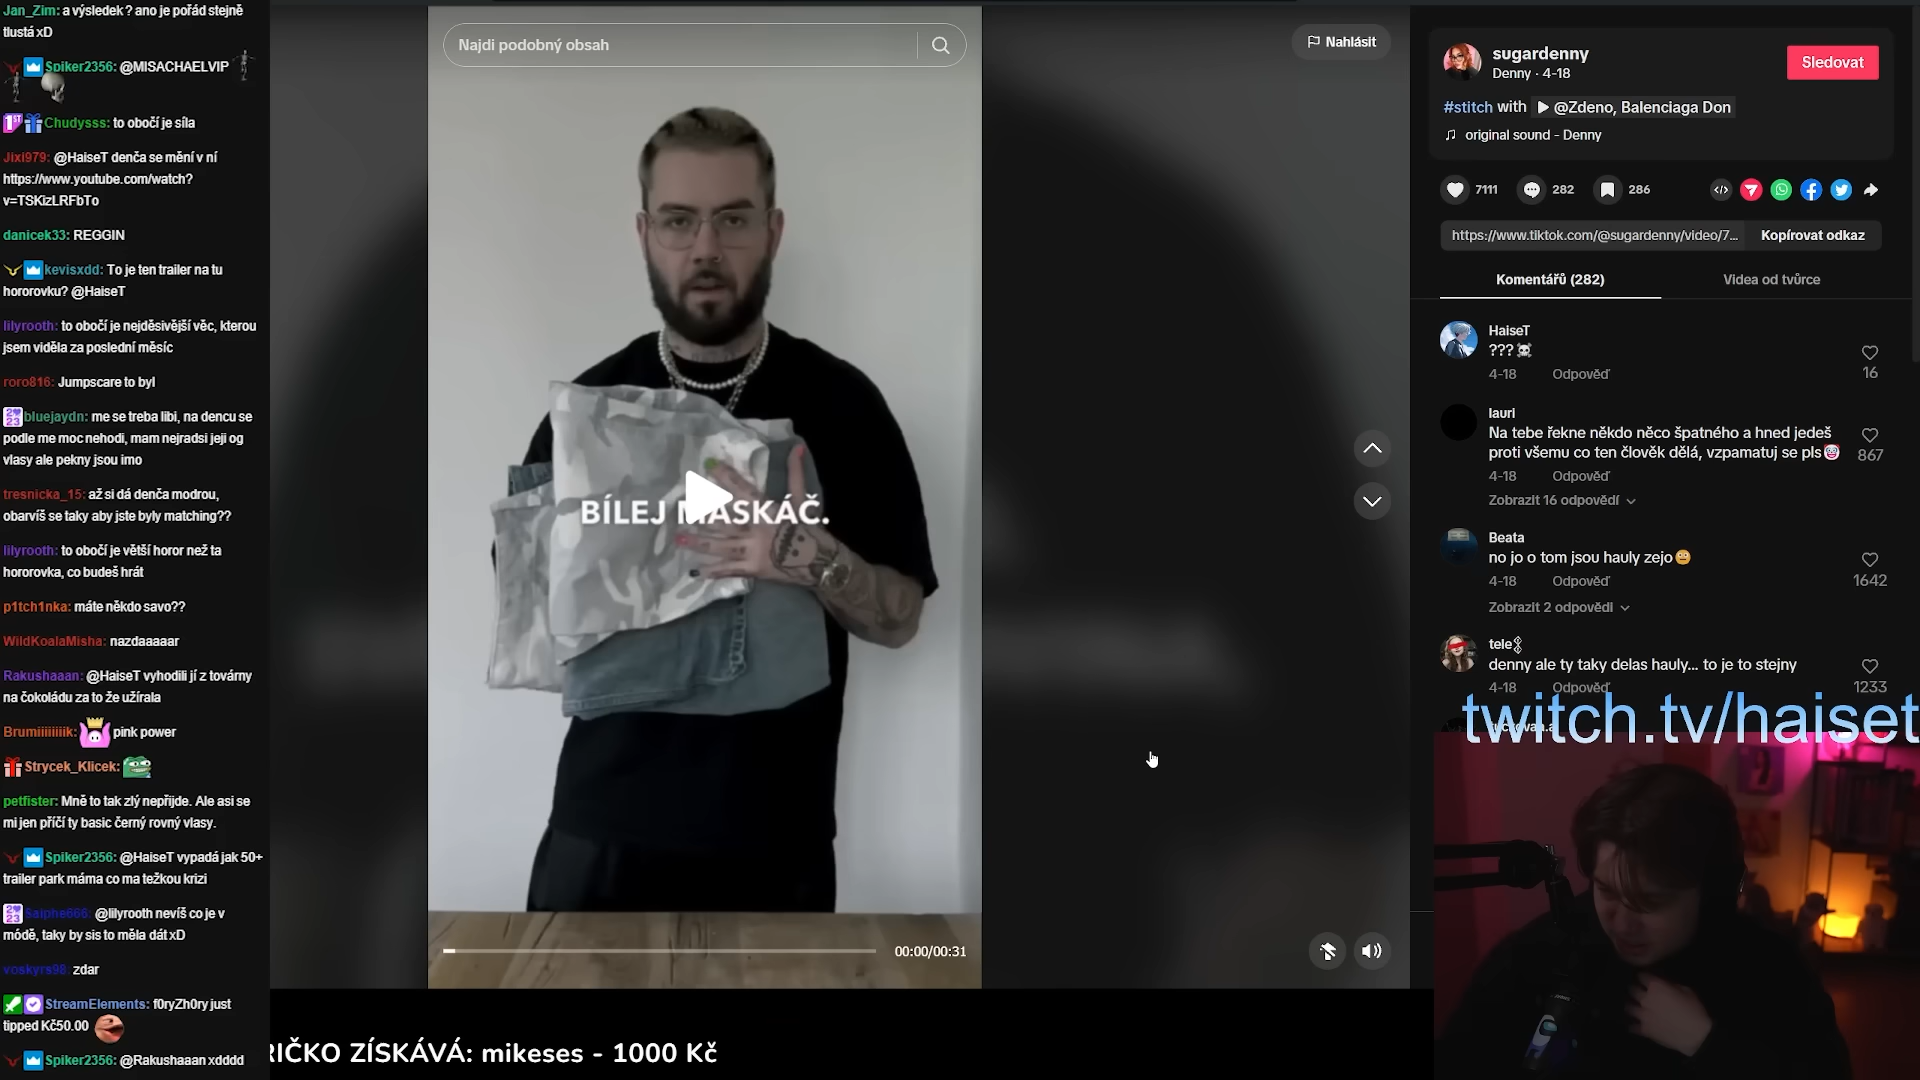 Jan_Zim: a výsledek? ano je pořád stejně
tlustá xD
Spiker2356: @MISACHAELVIP
Chudysss: to obočí je síla
Jixi979: @HaiseT denča se mění v ní
https://www.youtube.com/watch?
v=TSKizLRFbTo
danicek33: REGGIN
kevisxdd: To je ten trailer na tu
hororovku? @HaiseT
lilyrooth: to obočí je nejděsivější věc, kterou
jsem viděla za poslední měsíc
roro816: Jumpscare to byl
bluejaydn: me se treba libi, na dencu se
podle me moc nehodi, mam nejradsi jeji og
vlasy ale pekny jsou imo
tresnicka_15: až si dá denča modrou,
obarvíš se taky aby jste byly matching??
lilyrooth: to obočí je větší horor než ta
hororovka, co budeš hrát
p1tch1nka: máte někdo savo??
WildKoalaMisha: nazdaaaaar
Rakushaaan: @HaiseT vyhodili jí z továrny
na čokoládu za to že užírala
Brumiiiiiiiik: pink power
Strycek_Klicek:
petfister: Mně to tak zlý nepřijde. Ale asi se
mi jen příčí ty basic černý rovný vlasy.
Spiker2356: @HaiseT vypadá jak 50+
trailer park máma co ma težkou krizi
Saiphe666: @lilyrooth nevíš co je v
módě, taky by sis to měla dát xD
voskyrs98: zdar
StreamElements: f0ryZh0ry just
tipped Kč50.00
Spiker2356: @Rakushaaan xdddd
Najdi podobný obsah
Nahlásit
BÍLEJ MASKÁČ.
00:00/00:31
RIČKO ZÍSKÁVÁ: mikeses - 1000 Kč
sugardenny
Denny · 4-18
Sledovat
#stitch with @Zdeno, Balenciaga Don
original sound - Denny
7111 282 286
https://www.tiktok.com/@sugardenny/video/7... Kopírovat odkaz
Komentářů (282) Videa od tvůrce
HaiseT
???
4-18 Odpověď
16
lauri
Na tebe řekne někdo něco špatného a hned jedeš
proti všemu co ten člověk dělá, vzpamatuj se pls
867
4-18 Odpověď
Zobrazit 16 odpovědí
Beata
no jo o tom jsou hauly zejo
4-18 Odpověď
1642
Zobrazit 2 odpovědi
tele
denny ale ty taky delas hauly... to je to stejny
4-18 Odpověď
1233
twitch.tv/haiset